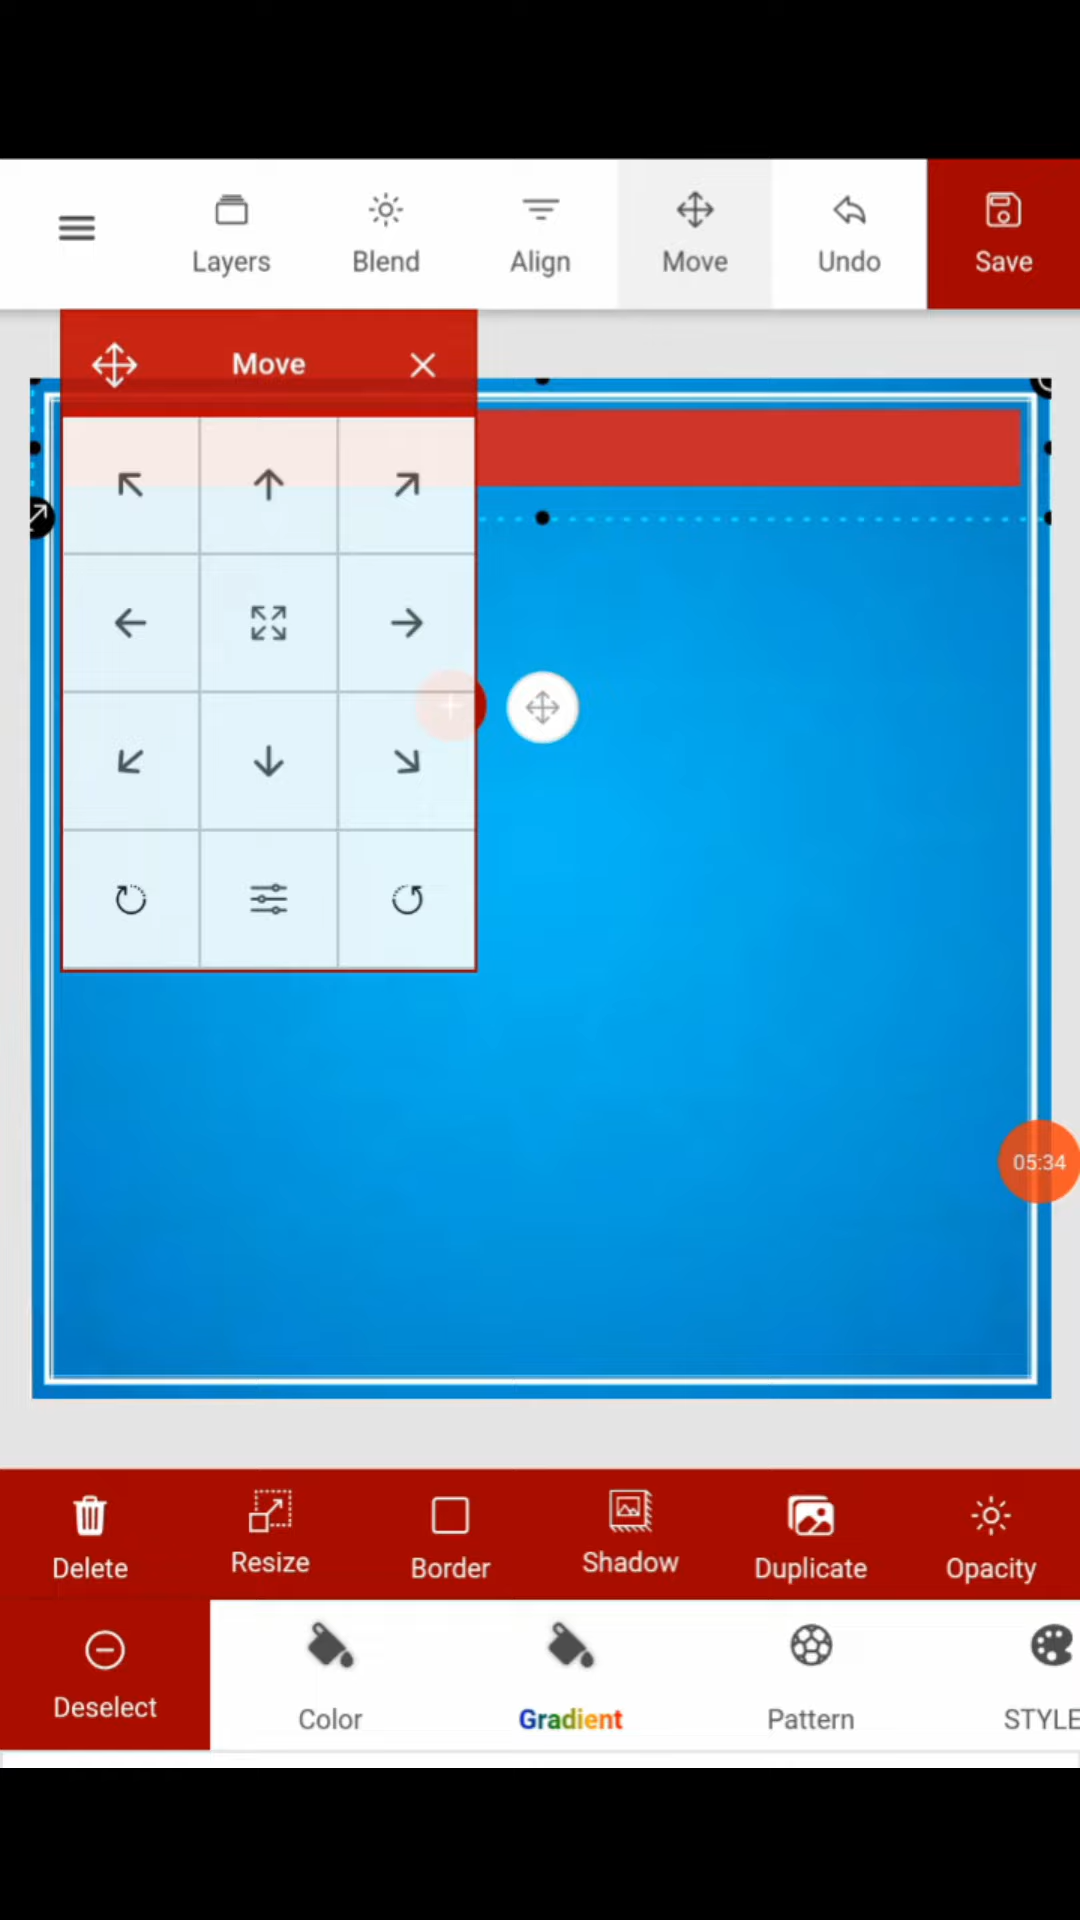 Layers Blend Align Move Undo Save
Move
05:34
Delete Resize Border Shadow Duplicate Opacity
Deselect Color Gradient Pattern STYLE